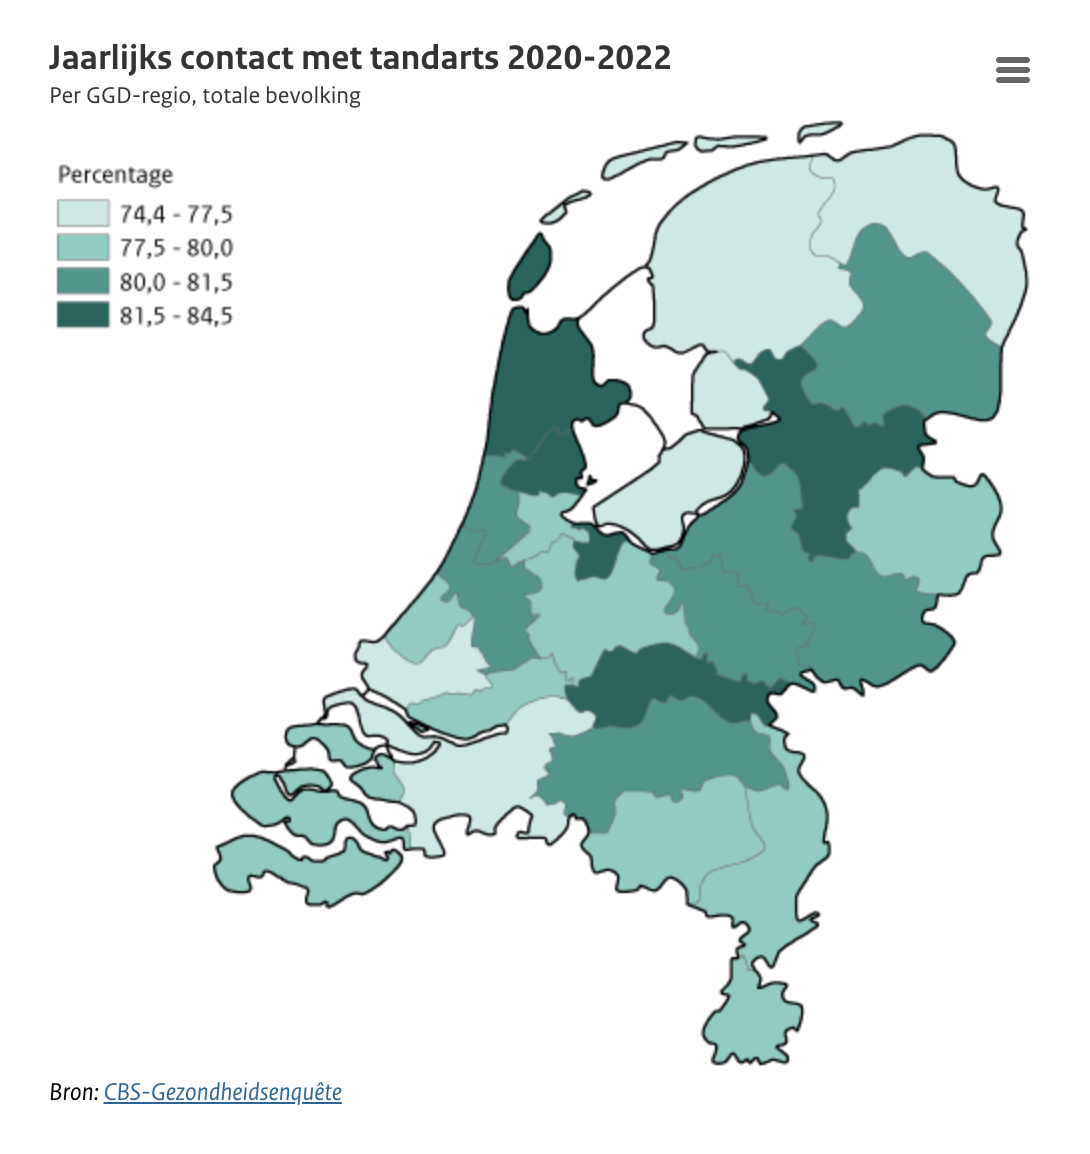 Jaarlijks contact met tandarts 2020-2022
Per GGD-regio, totale bevolking
Percentage
74,4 - 77,5
77,5 - 80,0
80,0 - 81,5
81,5 - 84,5
Bron: CBS-Gezondheidsenquête